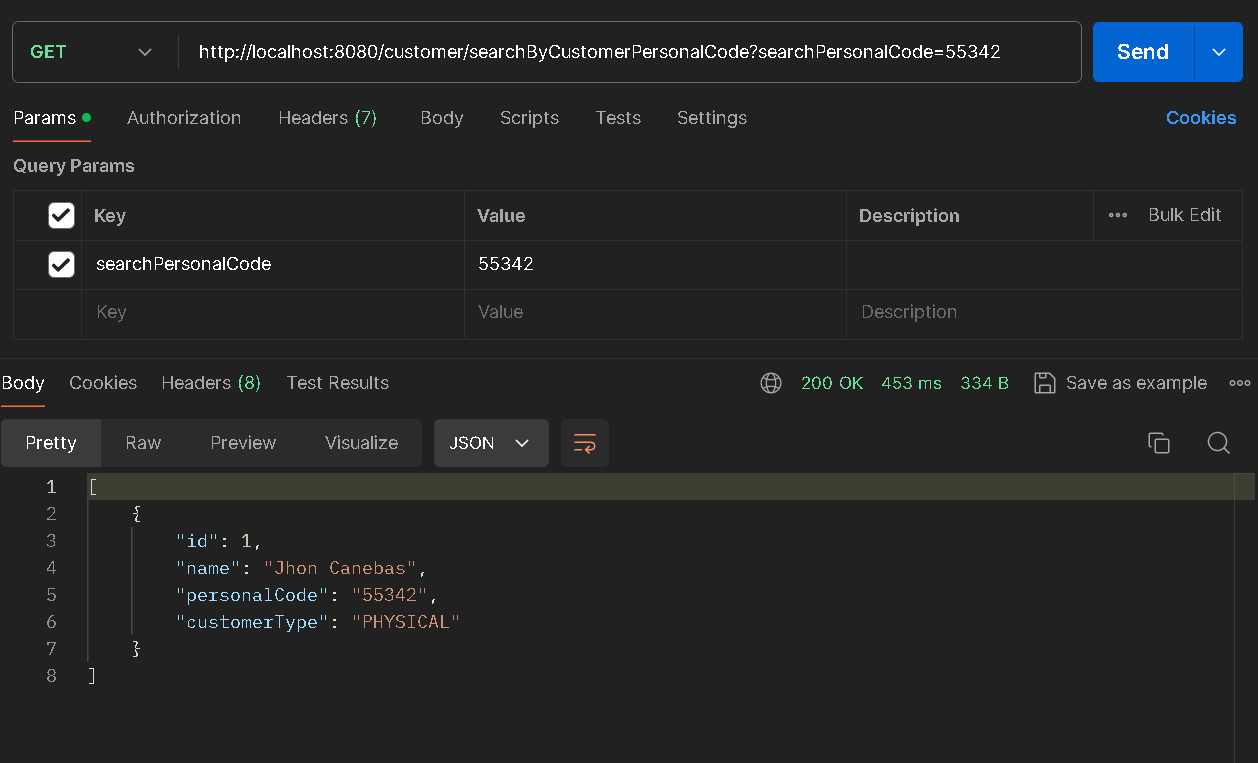 GET http://localhost:8080/customer/searchByCustomerPersonalCode?searchPersonalCode=55342 Send
Params Authorization Headers (7) Body Scripts Tests Settings Cookies
Query Params
Key Value Description Bulk Edit
searchPersonalCode 55342
Key Value Description
Body Cookies Headers (8) Test Results 200 OK 453 ms 334 B Save as example
Pretty Raw Preview Visualize JSON
1 [
2 {
3 "id": 1,
4 "name": "Jhon Canebas",
5 "personalCode": "55342",
6 "customerType": "PHYSICAL"
7 }
8 ]